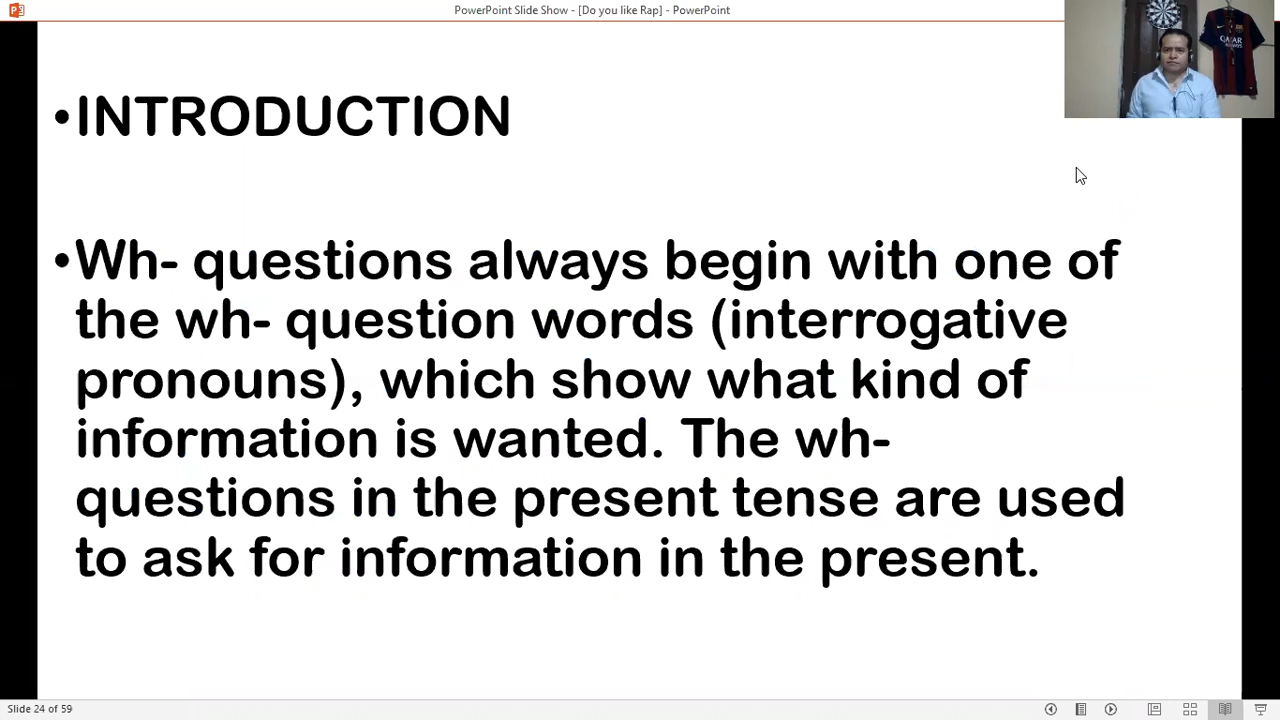 PowerPoint Slide Show - [Do you like Rap] - PowerPoint
QATAR
AIRWAYS
•INTRODUCTION
•Wh- questions always begin with one of
the wh- question words (interrogative
pronouns), which show what kind of
information is wanted. The wh-
questions in the present tense are used
to ask for information in the present.
Slide 24 of 59